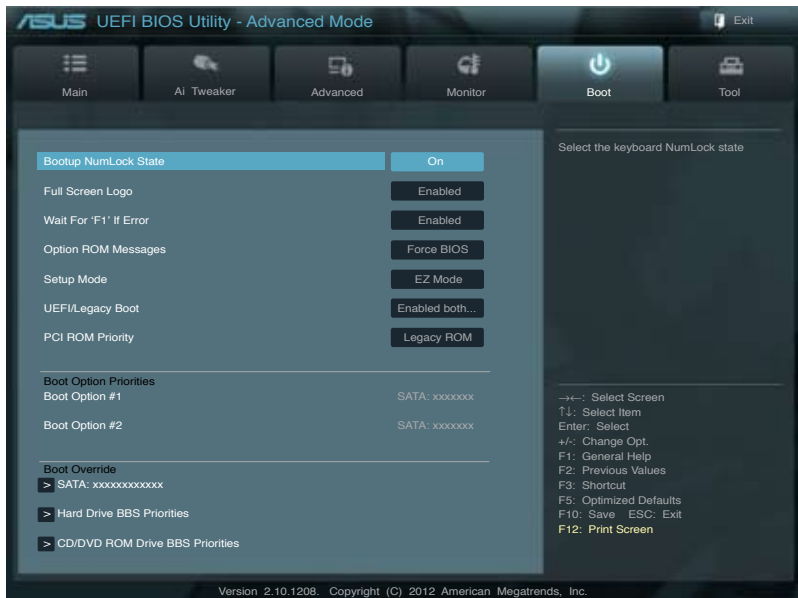 ASUS UEFI BIOS Utility - Advanced Mode
Exit
Main
Ai Tweaker
Advanced
Monitor
Boot
Tool
Bootup NumLock State On
Full Screen Logo Enabled
Wait For ‘F1’ If Error Enabled
Option ROM Messages Force BIOS
Setup Mode EZ Mode
UEFI/Legacy Boot Enabled both...
PCI ROM Priority Legacy ROM
Boot Option Priorities
Boot Option #1 SATA: xxxxxxx
Boot Option #2 SATA: xxxxxxx
Boot Override
> SATA: xxxxxxxxxxxx
> Hard Drive BBS Priorities
> CD/DVD ROM Drive BBS Priorities
Select the keyboard NumLock state
→←: Select Screen
↑↓: Select Item
Enter: Select
+/-: Change Opt.
F1: General Help
F2: Previous Values
F3: Shortcut
F5: Optimized Defaults
F10: Save ESC: Exit
F12: Print Screen
Version 2.10.1208. Copyright (C) 2012 American Megatrends, Inc.